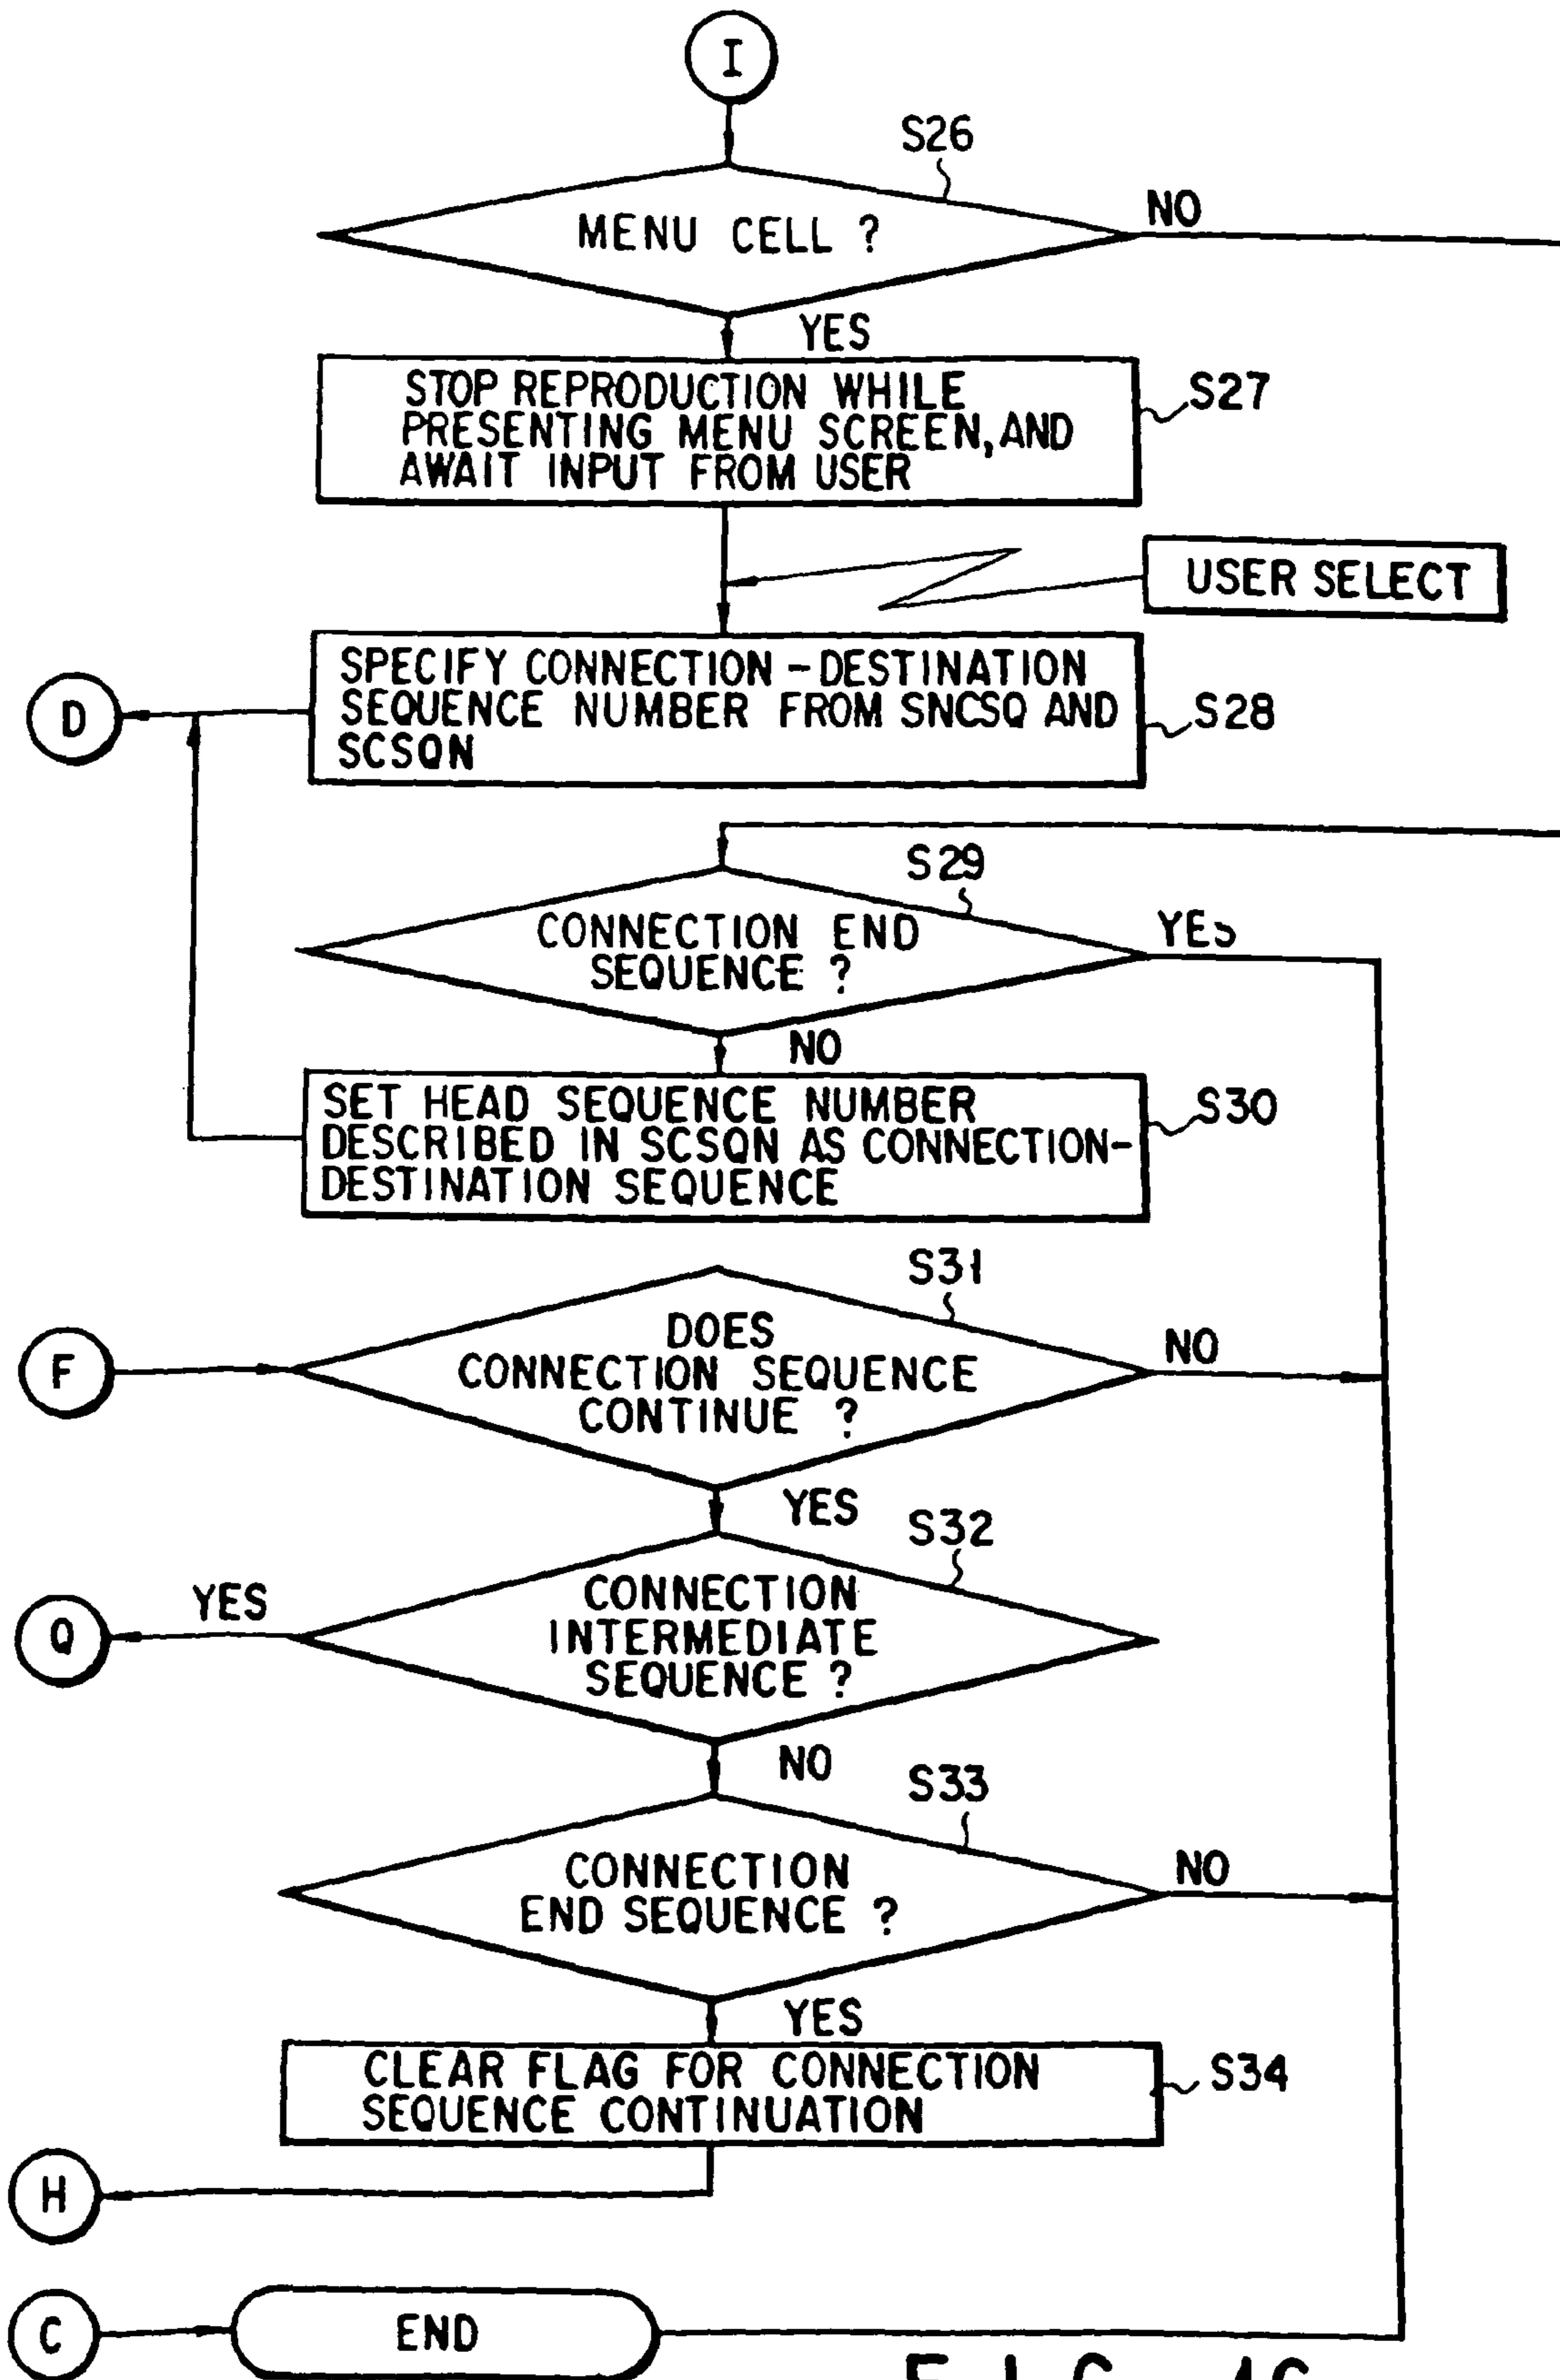 I
S26
MENU CELL ?
NO
YES
STOP REPRODUCTION WHILE
PRESENTING MENU SCREEN, AND
AWAIT INPUT FROM USER
S27
USER SELECT
SPECIFY CONNECTION-DESTINATION
SEQUENCE NUMBER FROM SNCSQ AND
SCSQN
S28
D
S29
CONNECTION END
SEQUENCE ?
YES
NO
SET HEAD SEQUENCE NUMBER
DESCRIBED IN SCSQN AS CONNECTION-
DESTINATION SEQUENCE
S30
S31
F
DOES
CONNECTION SEQUENCE
CONTINUE ?
NO
YES
S32
Q
YES
CONNECTION
INTERMEDIATE
SEQUENCE ?
NO
S33
CONNECTION
END SEQUENCE ?
NO
YES
CLEAR FLAG FOR CONNECTION
SEQUENCE CONTINUATION
S34
H
C
END